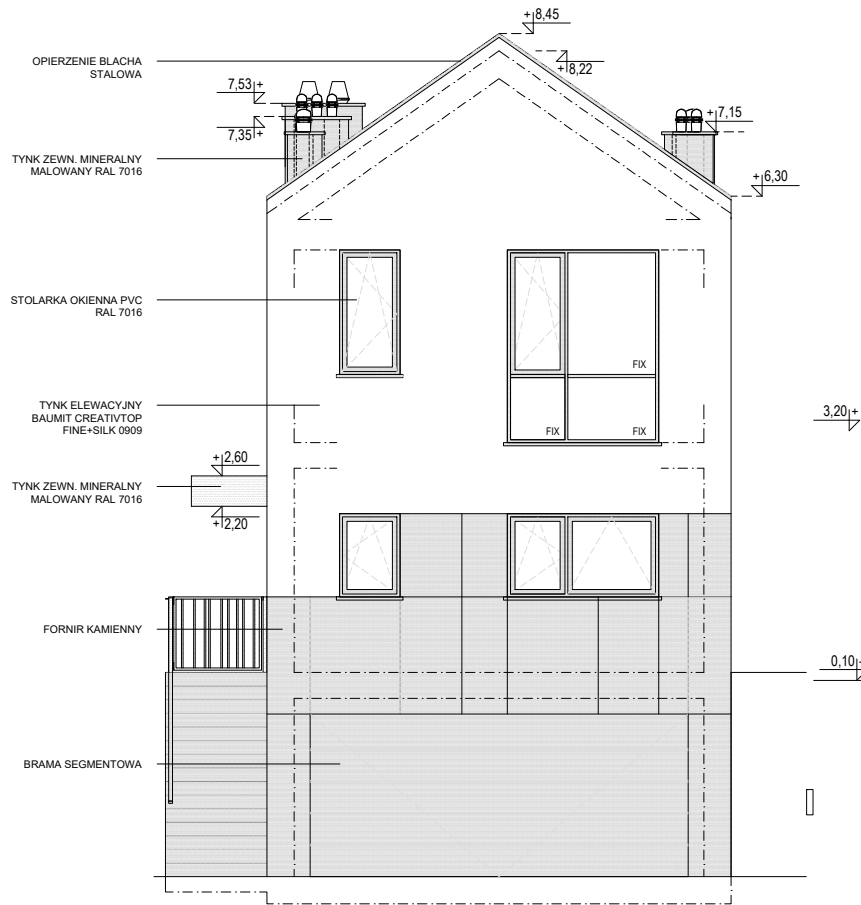 + 8,45
OPIERZENIE BLACHA
STALOWA
+ 8,22
7,53 +
7,35 +
+ 7,15
TYNK ZEWN. MINERALNY
MALOWANY RAL 7016
+ 6,30
STOLARKA OKIENNA PVC
RAL 7016
FIX
TYNK ELEWACYJNY
BAUMIT CREATIVTOP
FINE+SILK 0909
3,20 +
FIX
FIX
+ 2,60
TYNK ZEWN. MINERALNY
MALOWANY RAL 7016
+ 2,20
FORNIR KAMIENNY
0,10 +
BRAMA SEGMENTOWA